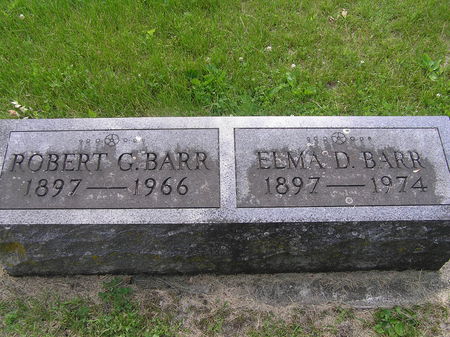 ROBERT G. BARR
1897 — 1966
ELMA D. BARR
1897 — 1974